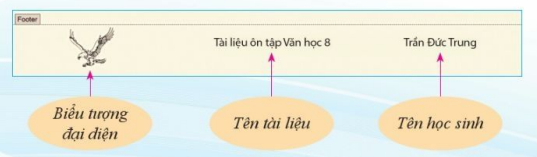 Footer
Tài liệu ôn tập Văn học 8 Trần Đức Trung
Biểu tượng
đại diện
Tên tài liệu
Tên học sinh